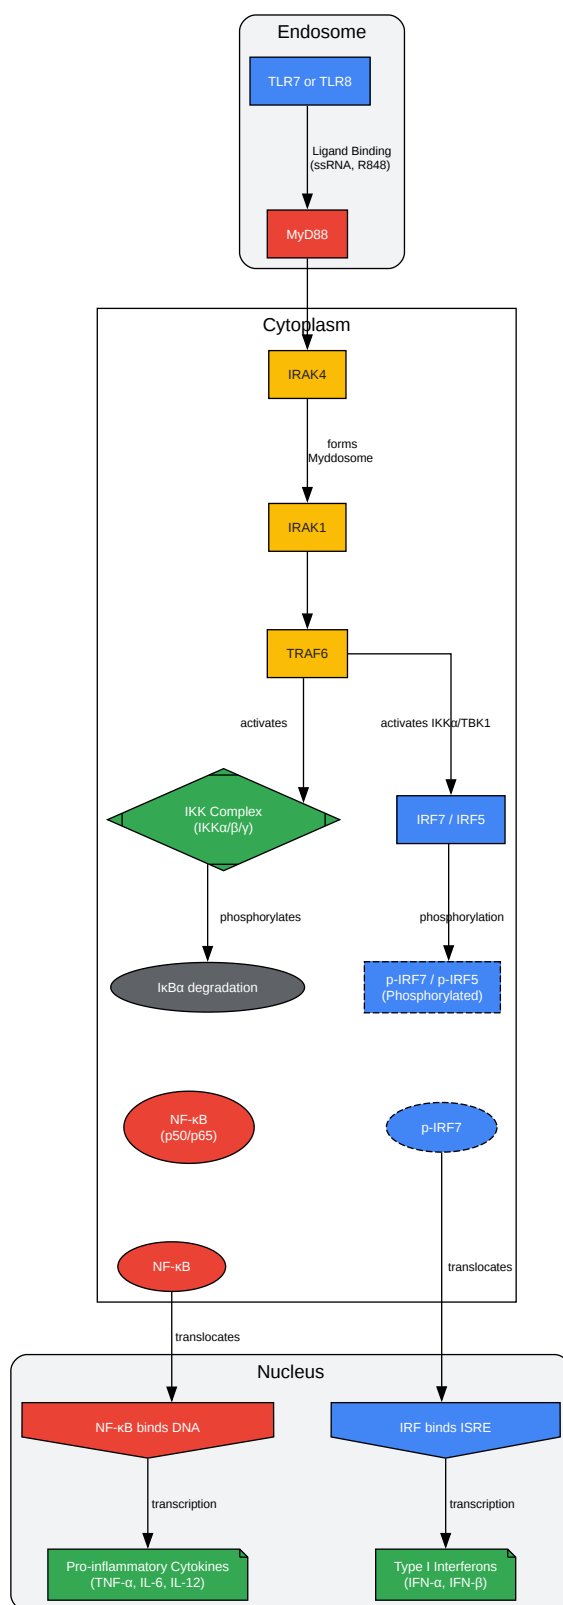 Endosome
TLR7 or TLR8
Ligand Binding
(ssRNA, R848)
MyD88
Cytoplasm
IRAK4
forms
Myddosome
IRAK1
TRAF6
activates
activates IKKα/TBK1
IKK Complex
(IKKα/β/γ)
IRF7 / IRF5
phosphorylates
phosphorylation
IκBα degradation
p-IRF7 / p-IRF5
(Phosphorylated)
NF-κB
(p50/p65)
p-IRF7
NF-κB
translocates
translocates
Nucleus
NF-κB binds DNA
IRF binds ISRE
transcription
transcription
Pro-inflammatory Cytokines
(TNF-α, IL-6, IL-12)
Type I Interferons
(IFN-α, IFN-β)